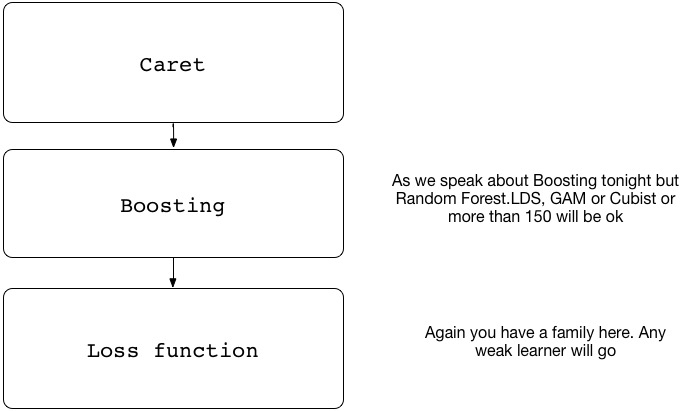 Caret
Boosting
As we speak about Boosting tonight but
Random Forest.LDS, GAM or Cubist or
more than 150 will be ok
Loss function
Again you have a family here. Any
weak learner will go